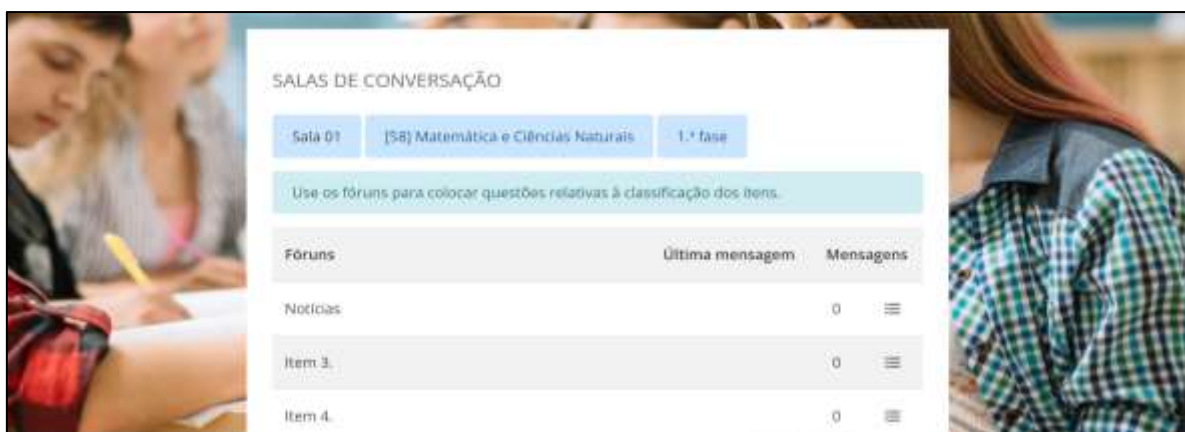 SALAS DE CONVERSAÇÃO
Sala 01 [58] Matemática e Ciências Naturais 1.ª fase
Use os fóruns para colocar questões relativas à classificação dos itens.
Fóruns Última mensagem Mensagens
Notícias 0
Item 3. 0
Item 4. 0